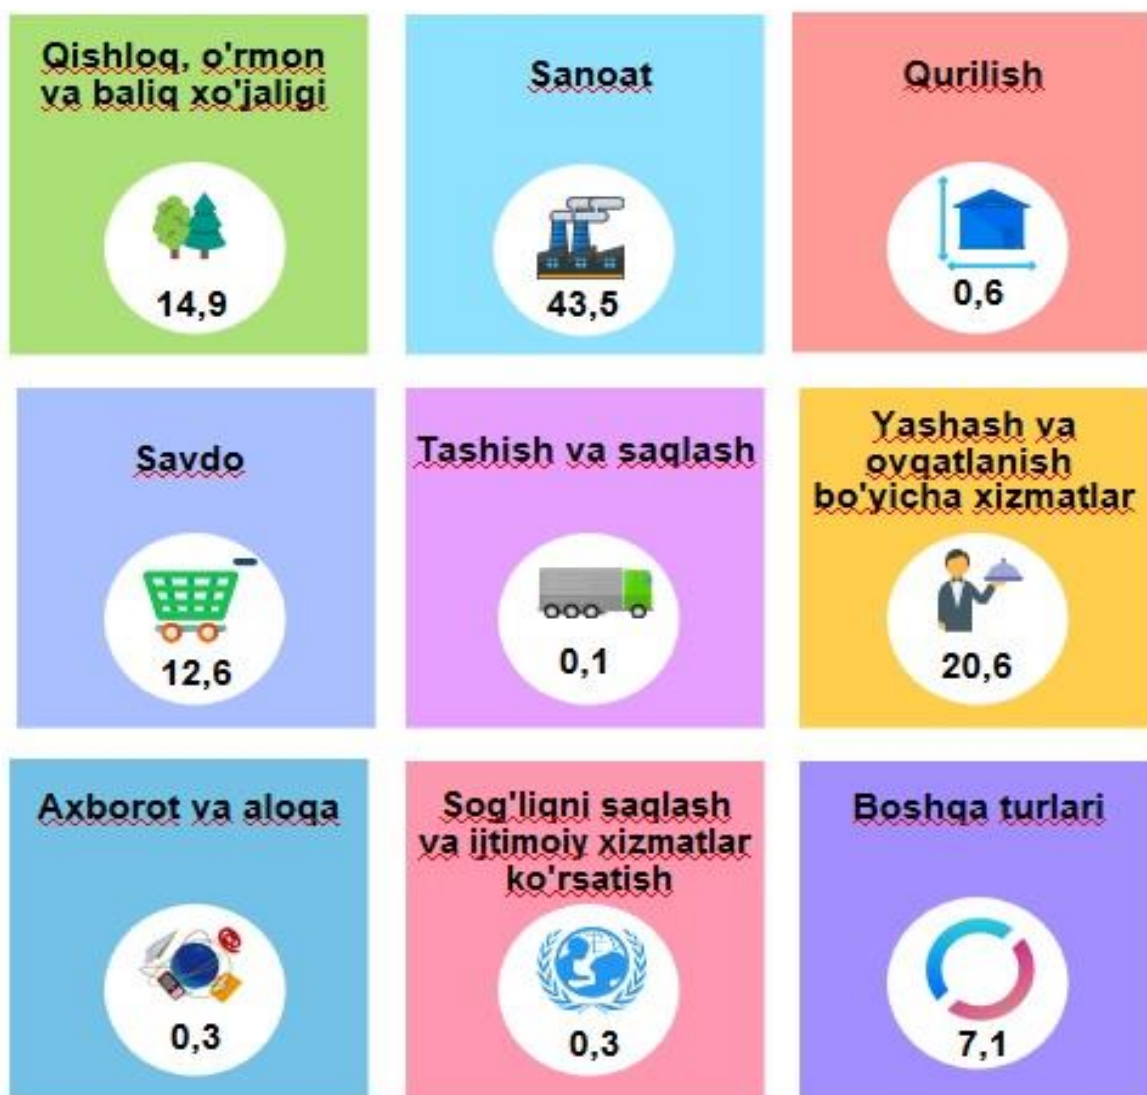 Qishloq, o'rmon
va baliq xo'jaligi
14,9
Sanoat
43,5
Qurilish
0,6
Savdo
12,6
Tashish va saqlash
0,1
Yashash va
ovqatlanish
bo'yicha xizmatlar
20,6
Axborot va aloqa
0,3
Sog'liqni saqlash
va ijtimoiy xizmatlar
ko'rsatish
0,3
Boshqa turlari
7,1